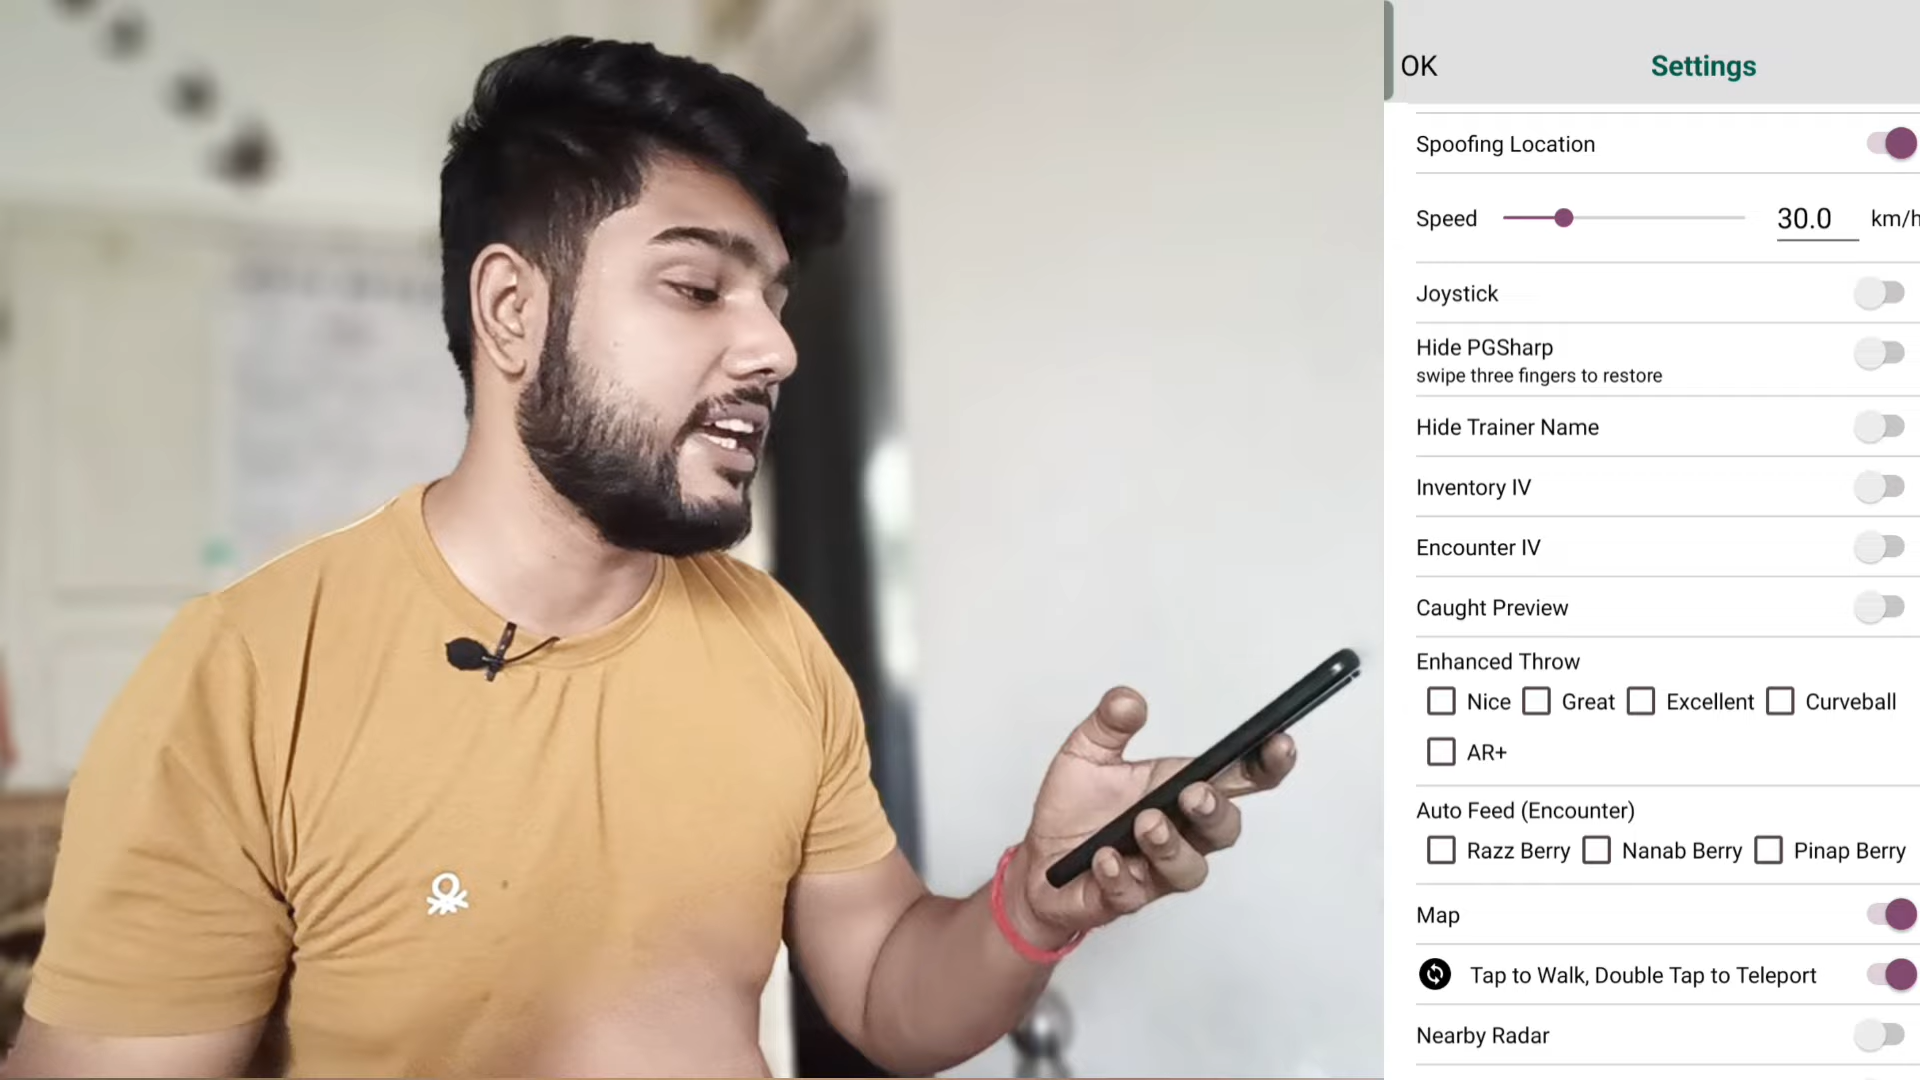 OK
Settings
Spoofing Location
Speed 30.0 km/h
Joystick
Hide PGSharp
swipe three fingers to restore
Hide Trainer Name
Inventory IV
Encounter IV
Caught Preview
Enhanced Throw
Nice Great Excellent Curveball
AR+
Auto Feed (Encounter)
Razz Berry Nanab Berry Pinap Berry
Map
Tap to Walk, Double Tap to Teleport
Nearby Radar